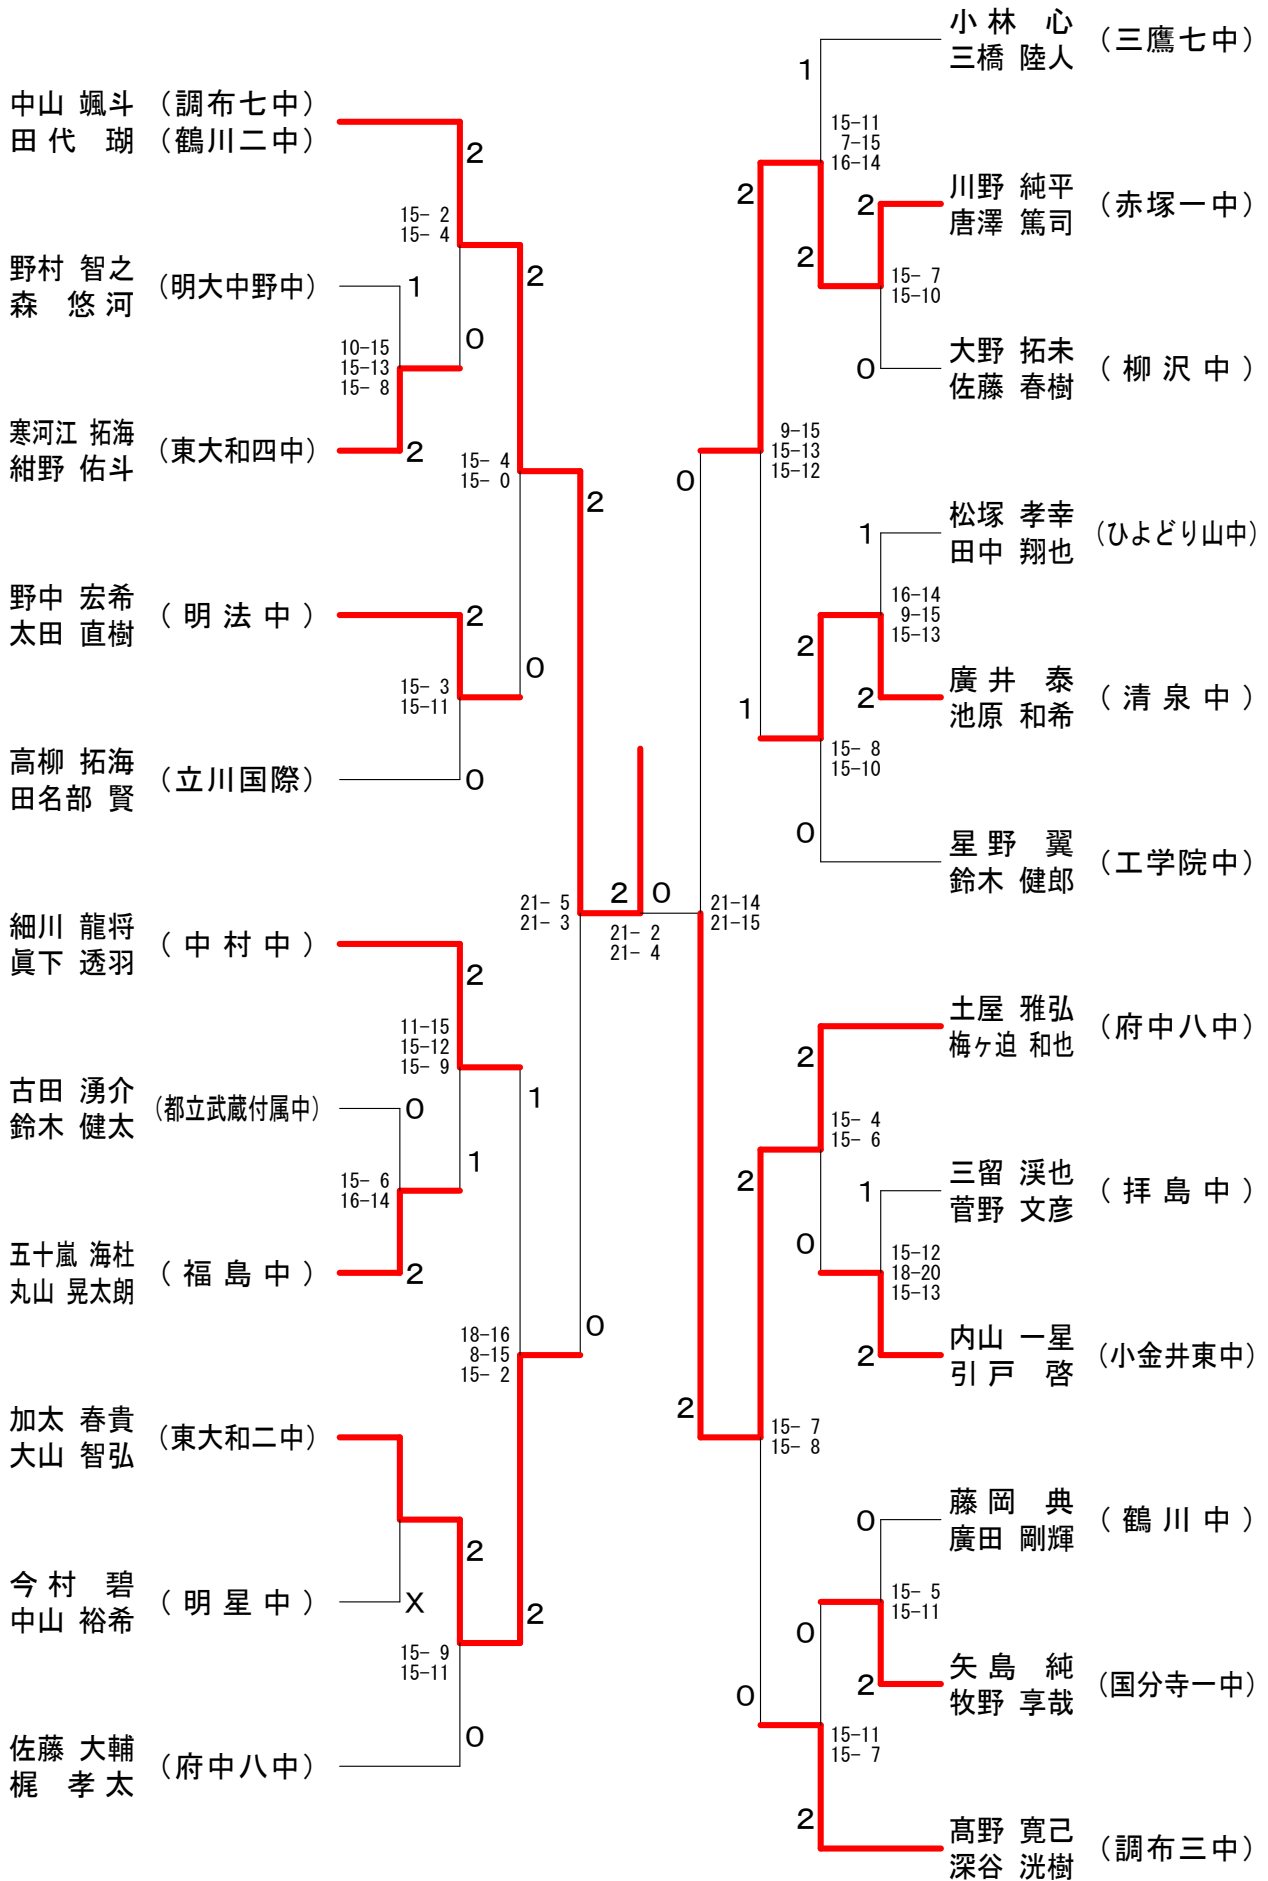 中山 颯斗 （調布七中）
田代 瑚 （鶴川二中）
2
15- 2
15- 4
野村 智之
森 悠河
（明大中野中）
1
2
10-15
15-13
15- 8
0
寒河江 拓海
紺野 佑斗
（東大和四中）
2
15- 4
15- 0
2
野中 宏希
太田 直樹
（明法中）
2
15- 3
15-11
0
高柳 拓海
田名部 賢
（立川国際）
0
細川 龍将
眞下 透羽
（中村中）
2
21- 5
21- 3
2
0
21- 2
21- 4
11-15
15-12
15- 9
1
古田 湧介
鈴木 健太
（都立武蔵付属中）
0
1
15- 6
16-14
五十嵐 海杜
丸山 晃太朗
（福島中）
2
18-16
8-15
15- 2
0
加太 春貴
大山 智弘
（東大和二中）
2
今村 碧
中山 裕希
（明星中）
X
2
15- 9
15-11
佐藤 大輔
梶 孝太
（府中八中）
0
小林 心
三橋 陸人
（三鷹七中）
1
15-11
7-15
16-14
2
川野 純平
唐澤 篤司
（赤塚一中）
2
2
15- 7
15-10
大野 拓未
佐藤 春樹
（柳沢中）
0
9-15
15-13
15-12
0
松塚 孝幸
田中 翔也
（ひよどり山中）
1
16-14
9-15
15-13
2
1
廣井 泰
池原 和希
（清泉中）
2
15- 8
15-10
星野 翼
鈴木 健郎
（工学院中）
0
21-14
21-15
土屋 雅弘
梅ヶ迫 和也
（府中八中）
2
15- 4
15- 6
2
三留 渓也
菅野 文彦
（拝島中）
1
0
15-12
18-20
15-13
内山 一星
引戸 啓
（小金井東中）
2
2
15- 7
15- 8
藤岡 典
廣田 剛輝
（鶴川中）
0
15- 5
15-11
0
矢島 純
牧野 享哉
（国分寺一中）
2
0
15-11
15- 7
髙野 寛己
深谷 洸樹
（調布三中）
2